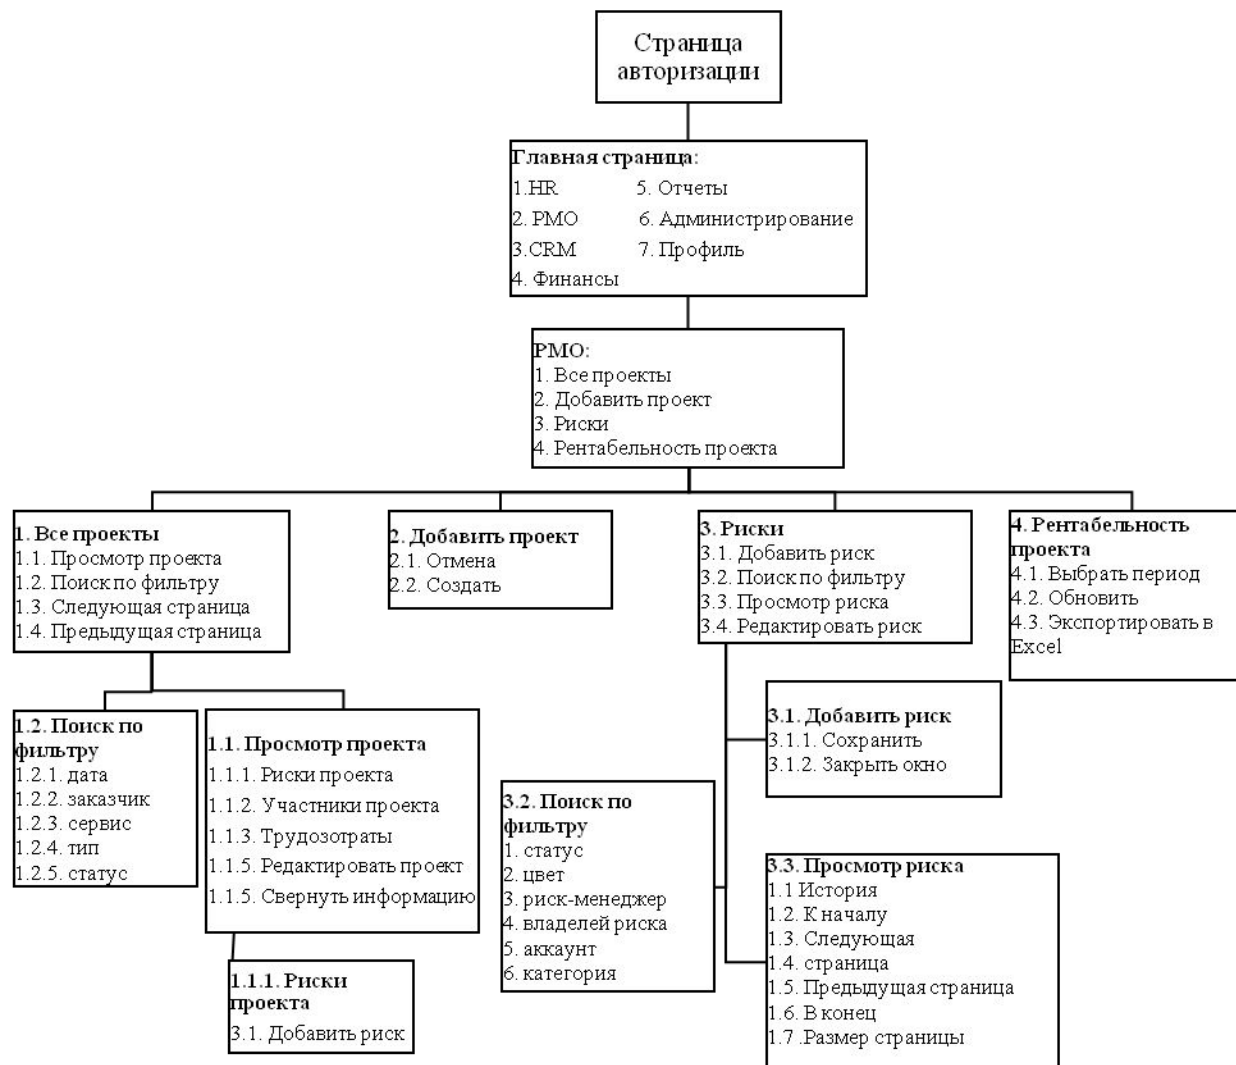 Страница
авторизации
Главная страница:
1.HR 5. Отчеты
2. PMO 6. Администрирование
3.CRM 7. Профиль
4. Финансы
PMO:
1. Все проекты
2. Добавить проект
3. Риски
4. Рентабельность проекта
1. Все проекты
1.1. Просмотр проекта
1.2. Поиск по фильтру
1.3. Следующая страница
1.4. Предыдущая страница
2. Добавить проект
2.1. Отмена
2.2. Создать
3. Риски
3.1. Добавить риск
3.2. Поиск по фильтру
3.3. Просмотр риска
3.4. Редактировать риск
4. Рентабельность
проекта
4.1. Выбрать период
4.2. Обновить
4.3. Экспортировать в
Excel
1.2. Поиск по
фильтру
1.2.1. дата
1.2.2. заказчик
1.2.3. сервис
1.2.4. тип
1.2.5. статус
1.1. Просмотр проекта
1.1.1. Риски проекта
1.1.2. Участники проекта
1.1.3. Трудозотраты
1.1.5. Редактировать проект
1.1.5. Свернуть информацию
1.1.1. Риски
проекта
3.1. Добавить риск
3.1. Добавить риск
3.1.1. Сохранить
3.1.2. Закрыть окно
3.2. Поиск по
фильтру
1. статус
2. цвет
3. риск-менеджер
4. владелей риска
5. аккаунт
6. категория
3.3. Просмотр риска
1.1 История
1.2. К началу
1.3. Следующая
1.4. страница
1.5. Предыдущая страница
1.6. В конец
1.7 .Размер страницы